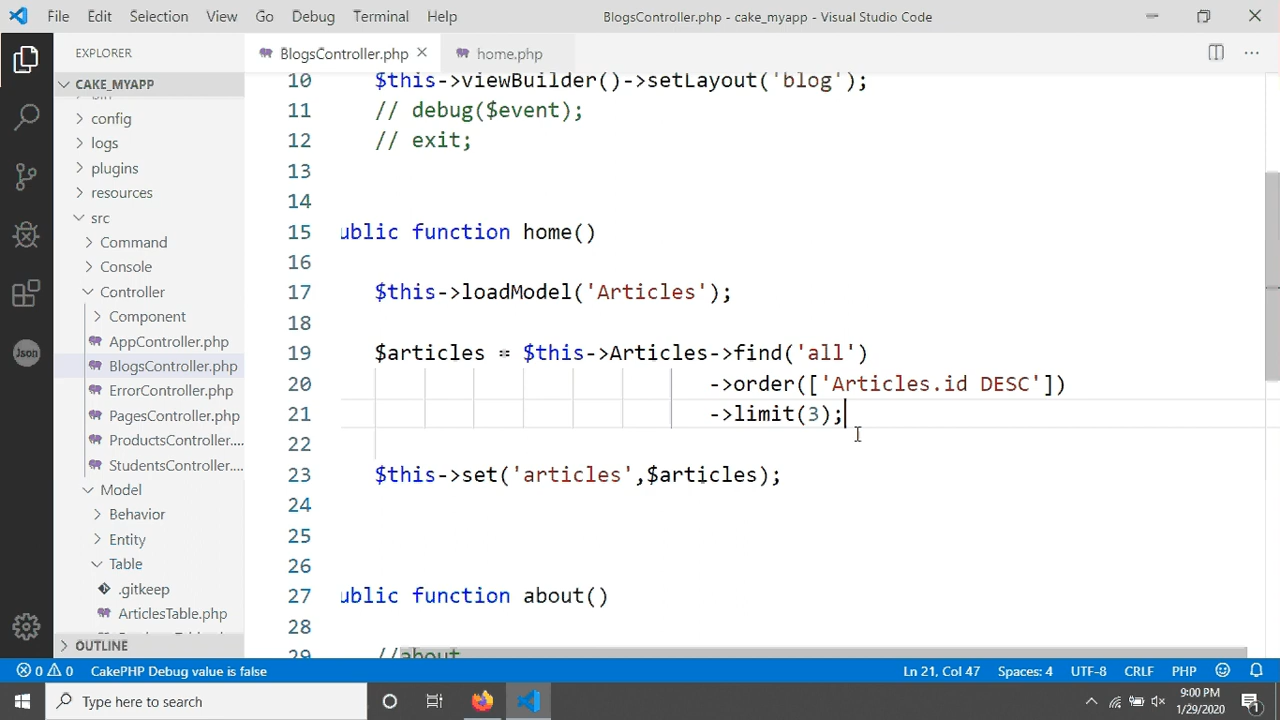 File Edit Selection View Go Debug Terminal Help BlogsController.php - cake_myapp - Visual Studio Code
EXPLORER
CAKE_MYAPP
config
logs
plugins
resources
src
Command
Console
Controller
Component
AppController.php
BlogsController.php
ErrorController.php
PagesController.php
ProductsController....
StudentsController....
Model
Behavior
Entity
Table
.gitkeep
ArticlesTable.php
OUTLINE
Json
BlogsController.php home.php
10 $this->viewBuilder()->setLayout('blog');
11 // debug($event);
12 // exit;
13
14
15 ublic function home()
16
17 $this->loadModel('Articles');
18
19 $articles = $this->Articles->find('all')
20 ->order(['Articles.id DESC'])
21 ->limit(3);
22
23 $this->set('articles',$articles);
24
25
26
27 ublic function about()
28
29 //about
0 0 CakePHP Debug value is false Ln 21, Col 47 Spaces: 4 UTF-8 CRLF PHP
Type here to search
9:00 PM
1/29/2020
1